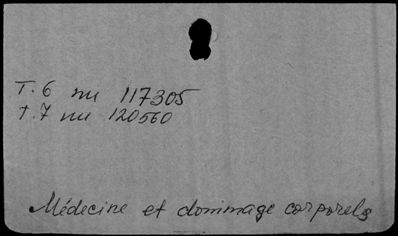 T. 6 nu 117305
T. 7 nu 120560
Médecine et dommage corporels